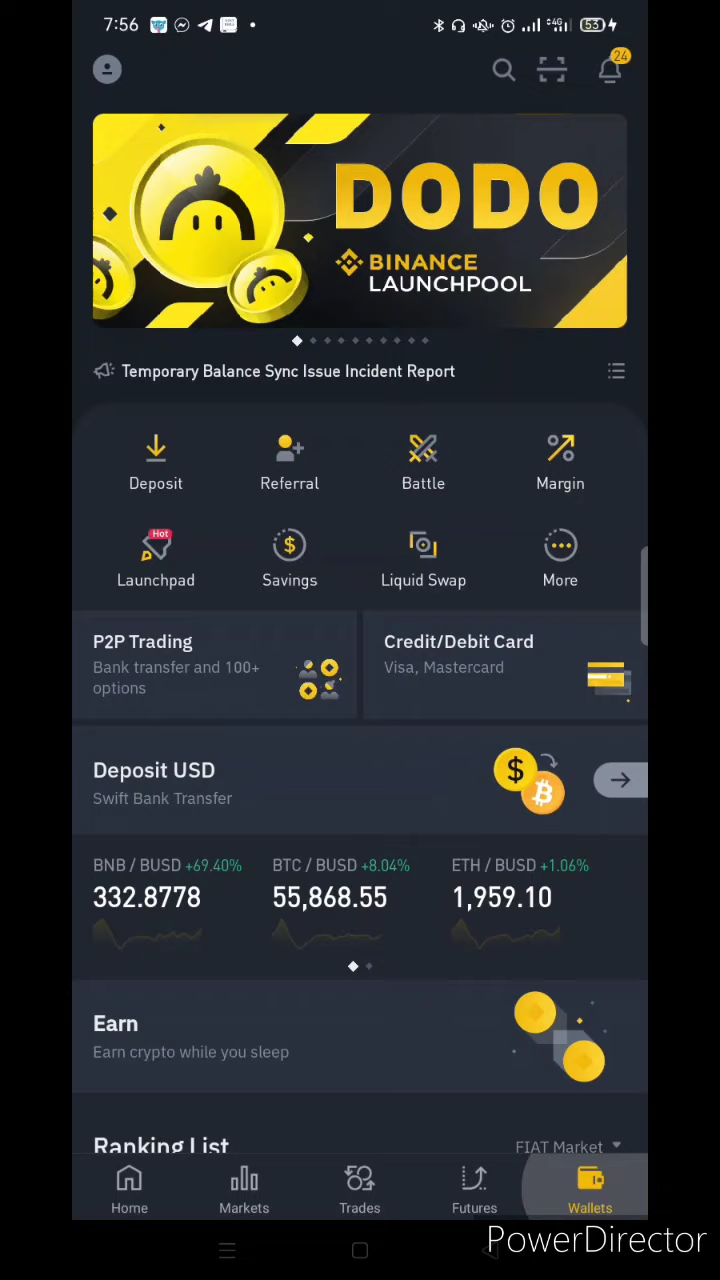 7:56
4G
53
24
DODO
BINANCE
LAUNCHPOOL
Temporary Balance Sync Issue Incident Report
Deposit
Referral
Battle
Margin
Hot
Launchpad
Savings
Liquid Swap
More
P2P Trading
Bank transfer and 100+
options
Credit/Debit Card
Visa, Mastercard
Deposit USD
Swift Bank Transfer
BNB / BUSD +69.40%
332.8778
BTC / BUSD +8.04%
55,868.55
ETH / BUSD +1.06%
1,959.10
Earn
Earn crypto while you sleep
Ranking List
FIAT Market
Home
Markets
Trades
Futures
Wallets
PowerDirector